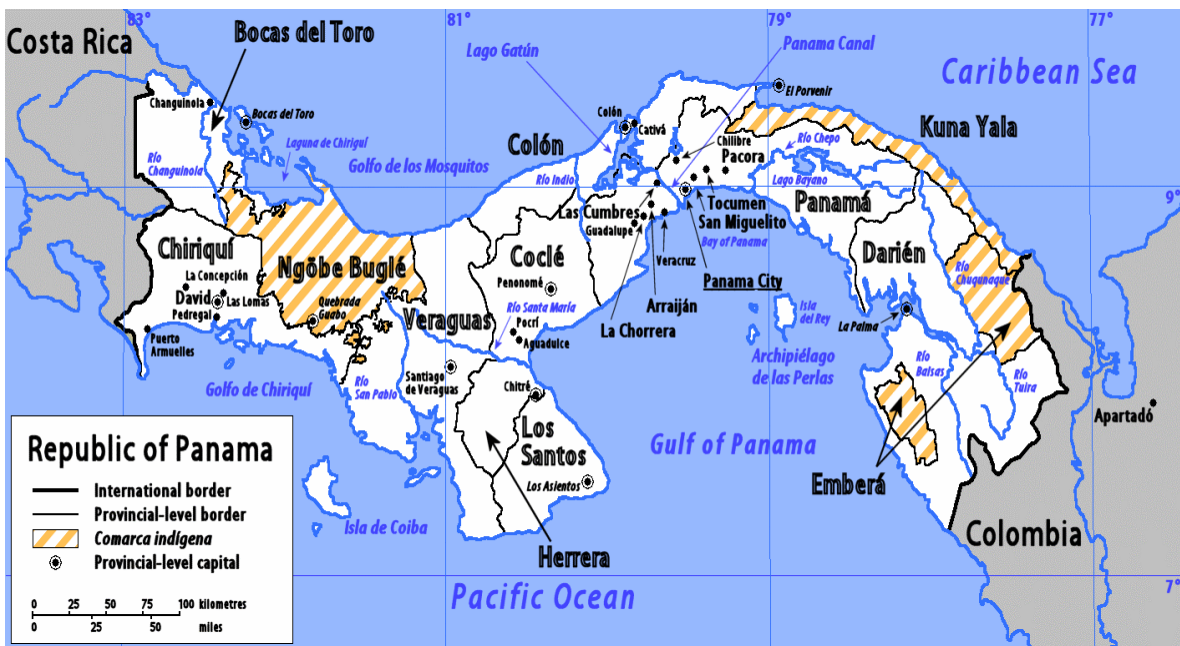 83°
81°
79°
77°
Costa Rica
Bocas del Toro
Lago Gatún
Panama Canal
Caribbean Sea
Changuinola
Bocas del Toro
Colón
Cativá
El Porvenir
Kuna Yala
Laguna de Chiriquí
Golfo de los Mosquitos
Colón
Chilibre
Pacora
Río Chepo
Río
Changuinola
Río Indio
Lago Bayano
9°
Chiriquí
Ngöbe Buglé
Coclé
Las Cumbres
Guadalupe
Tocumen
San Miguelito
Bay of Panama
Panamá
Darién
La Concepción
David
Las Lomas
Pedregal
Quebrada
Guabo
Penonomé
Veracruz
Panama City
Río
Chuqunaque
Puerto
Armuelles
Veraguas
Río Santa María
Pocrí
Aguadulce
Arraiján
La Chorrera
Isla
del Rey
La Palma
Golfo de Chiriquí
Río
San Pablo
Santiago
de Veraguas
Chitré
Archipiélago
de las Perlas
Río
Balsas
Río
Tuira
Apartadó
Los
Santos
Los Asientos
Gulf of Panama
Emberá
Isla de Coiba
Herrera
Colombia
Pacific Ocean
7°
Republic of Panama
International border
Provincial-level border
Comarca indígena
Provincial-level capital
0 25 50 75 100 kilometres
0 25 50 miles